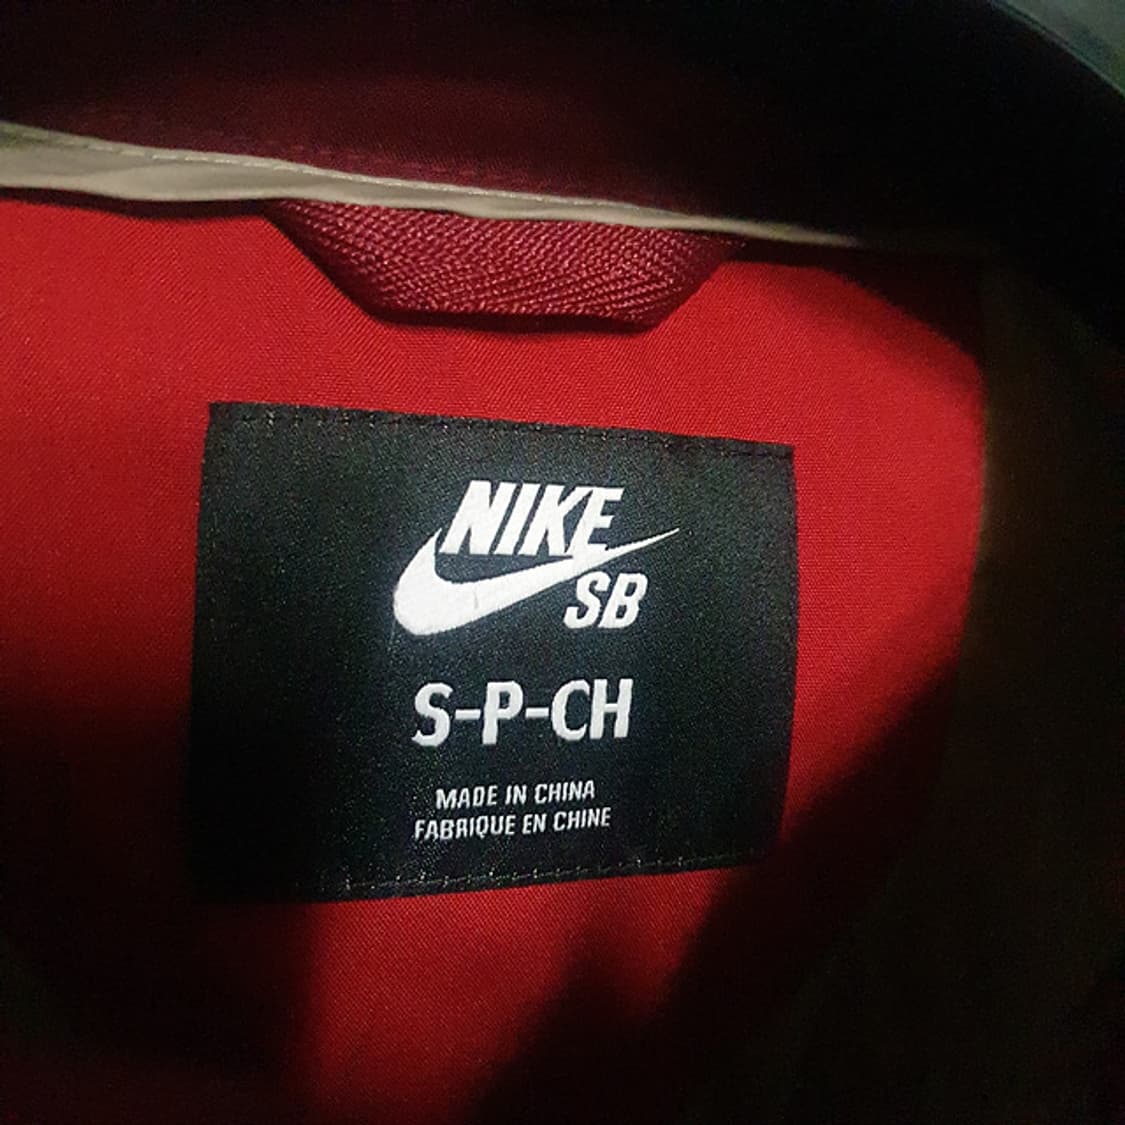 NIKE
SB
S-P-CH
MADE IN CHINA
FABRIQUE EN CHINE